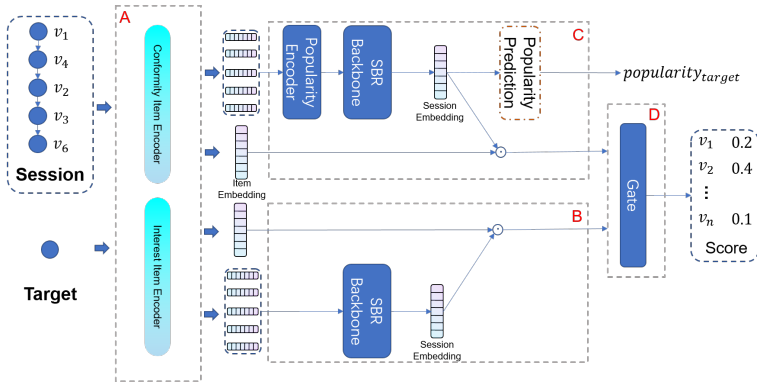 v1
v4
v2
v3
v6
Session
Target
A
Conformity Item Encoder
Interest Item Encoder
Item
Embedding
C
Popularity
Encoder
SBR
Backbone
Session
Embedding
Popularity
Prediction
popularity_target
B
SBR
Backbone
Session
Embedding
D
Gate
v1 0.2
v2 0.4
⋮
vn 0.1
Score